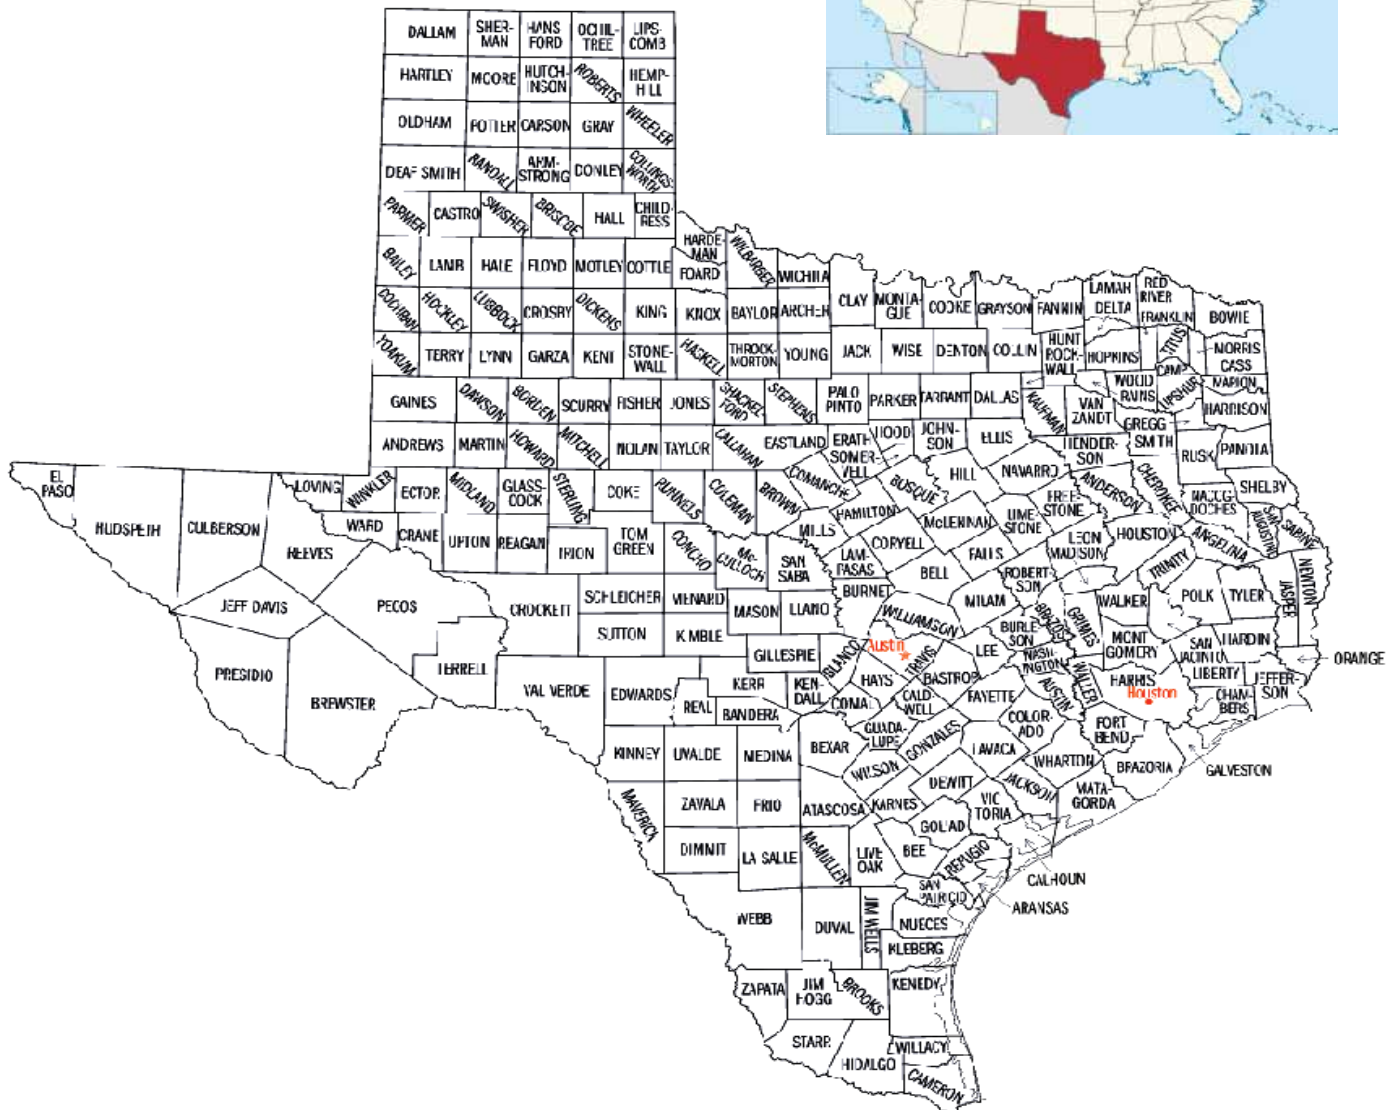 DALLAM
SHER-
MAN
HANS
FORD
OCHIL-
TREE
LIPS-
COMB
HARTLEY
MOORE
HUTCH-
INSON
ROBERTS
HEMP-
HILL
OLDHAM
POTTER
CARSON
GRAY
WHEELER
DEAF SMITH
RANDALL
ARM-
STRONG
DONLEY
COLLINGS-
WORTH
PARMER
CASTRO
SWISHER
BRISCOE
HALL
CHILD-
RESS
BAILEY
LAMB
HALE
FLOYD
MOTLEY
COTTLE
HARDE-
MAN
FOARD
WILBARGER
WICHITA
COCHRAN
HOCKLEY
LUBBOCK
CROSBY
DICKENS
KING
KNOX
BAYLOR
ARCHER
CLAY
MONTA-
GUE
COOKE
GRAYSON
FANNIN
LAMAR
DELTA
RED
RIVER
FRANKLIN
BOWIE
YOAKUM
TERRY
LYNN
GARZA
KENT
STONE-
WALL
HASKELL
THROCK-
MORTON
YOUNG
JACK
WISE
DENTON
COLLIN
HUNT
ROCK-
WALL
HOPKINS
TITUS
CAMP
MORRIS
CASS
GAINES
DAWSON
BORDEN
SCURRY
FISHER
JONES
SHACKEL-
FORD
STEPHENS
PALO
PINTO
PARKER
TARRANT
DALLAS
KAUFMAN
VAN
ZANDT
WOOD
RAINS
UPSHUR
MARION
HARRISON
GREGG
SMITH
ANDREWS
MARTIN
HOWARD
MITCHELL
NOLAN
TAYLOR
CALLAHAN
EASTLAND
ERATH
SOMER-
VELL
HOOD
JOHN-
SON
ELLIS
HENDER-
SON
RUSK
PANOLA
EL
PASO
HUDSPETH
CULBERSON
REEVES
LOVING
WINKLER
ECTOR
MIDLAND
GLASS-
COCK
STERLING
COKE
RUNNELS
COLEMAN
BROWN
COMANCHE
BOSQUE
HILL
NAVARRO
ANDERSON
CHEROKEE
NACOG-
DOCHES
SHELBY
WARD
CRANE
UPTON
REAGAN
IRION
TOM
GREEN
CONCHO
Mc-
CULLOCH
SAN
SABA
MILLS
HAMILTON
McLENNAN
LIME
STONE
FREE
STONE
LEON
MADISON
HOUSTON
ANGELINA
SAN
AUGUSTINE
SABINE
LAM-
PASAS
CORYELL
FALLS
BELL
ROBERT-
SON
TRINITY
NEWTON
JASPER
JEFF DAVIS
PECOS
CROCKETT
SCHLEICHER
MENARD
MASON
LLANO
BURNET
WILLIAMSON
MILAM
BRAZOS
GRIMES
WALKER
POLK
TYLER
SUTTON
KIMBLE
GILLESPIE
BLANCO
Austin
TRAVIS
LEE
BURLE-
SON
WASH-
INGTON
MONT
GOMERY
SAN
JACINTO
HARDIN
LIBERTY
ORANGE
PRESIDIO
BREWSTER
TERRELL
VAL VERDE
EDWARDS
REAL
KERR
BANDERA
KEN-
DALL
HAYS
COMAL
CALD-
WELL
BASTROP
FAYETTE
AUSTIN
WALLER
HARRIS
Houston
CHAM-
BERS
JEFFER-
SON
KINNEY
UVALDE
MEDINA
BEXAR
GUADA-
LUPE
GONZALES
LAVACA
COLOR-
ADO
FORT
BEND
WHARTON
BRAZORIA
GALVESTON
MAVERICK
ZAVALA
FRIO
ATASCOSA
WILSON
KARNES
DEWITT
JACKSON
MATA-
GORDA
DIMMIT
LA SALLE
McMULLEN
LIVE
OAK
BEE
GOLIAD
VIC
TORIA
REFUGIO
CALHOUN
ARANSAS
WEBB
DUVAL
JIM WELLS
SAN
PATRICIO
NUECES
KLEBERG
ZAPATA
JIM
HOGG
BROOKS
KENEDY
STARR
HIDALGO
WILLACY
CAMERON